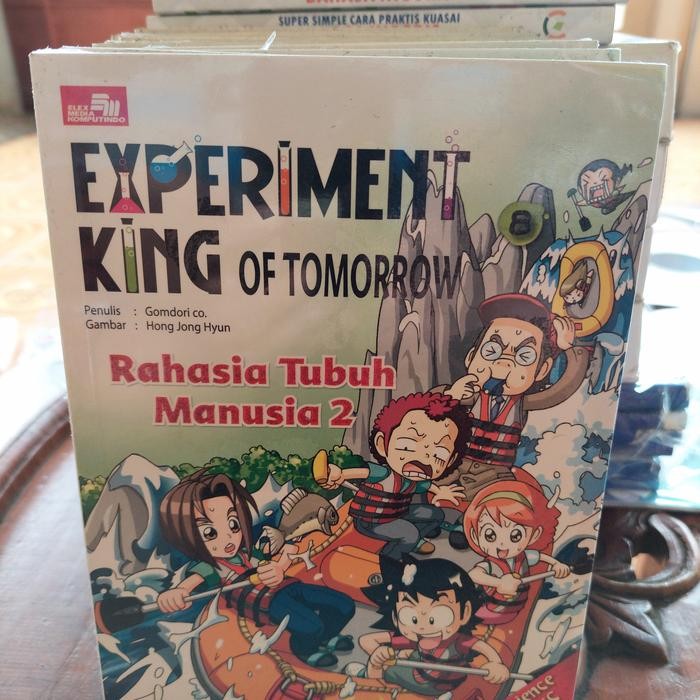 SUPER SIMPLE CARA PRAKTIS KUASAI
ELEX
MEDIA
KOMPUTINDO
EXPERIMENT
KING OF TOMORROW
8
Penulis : Gomdori co.
Gambar : Hong Jong Hyun
Rahasia Tubuh
Manusia 2